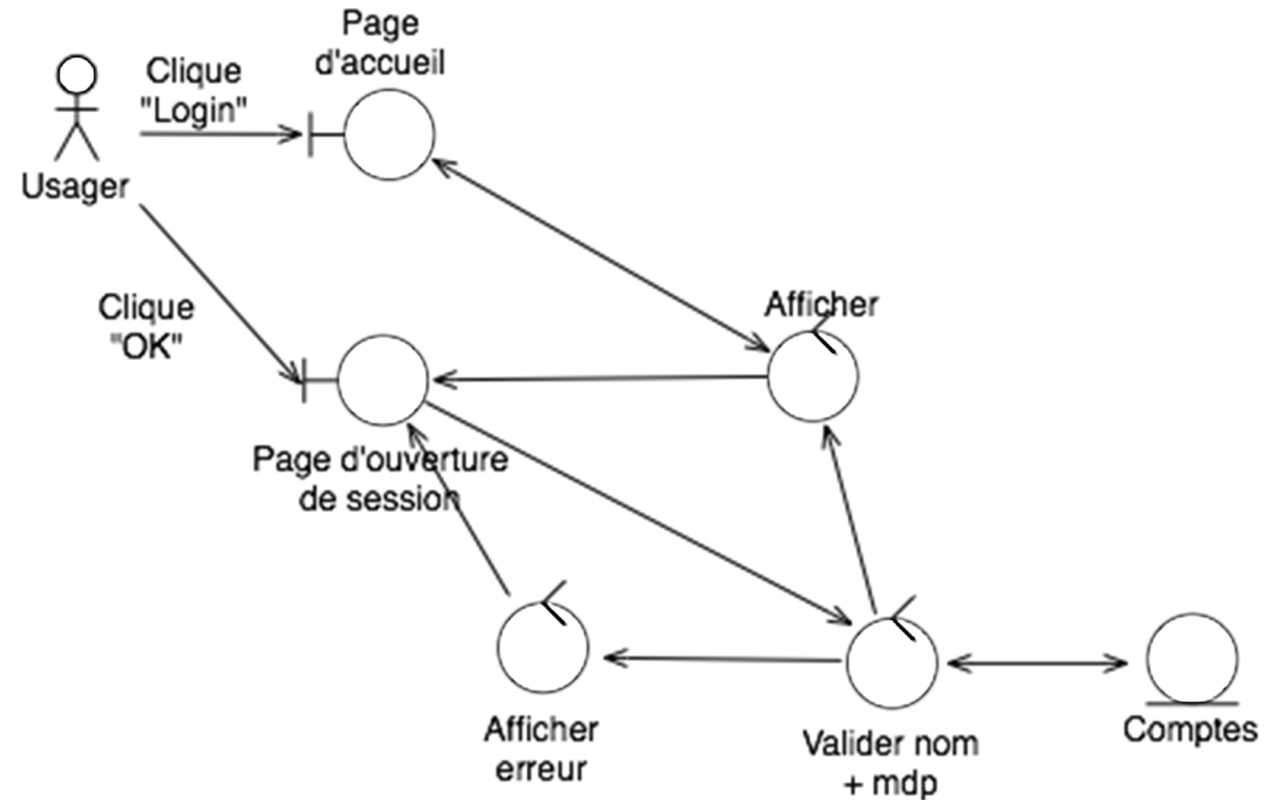 Page
d'accueil
Clique
"Login"
Usager
Clique
"OK"
Afficher
Page d'ouverture
de session
Afficher
erreur
Valider nom
+ mdp
Comptes